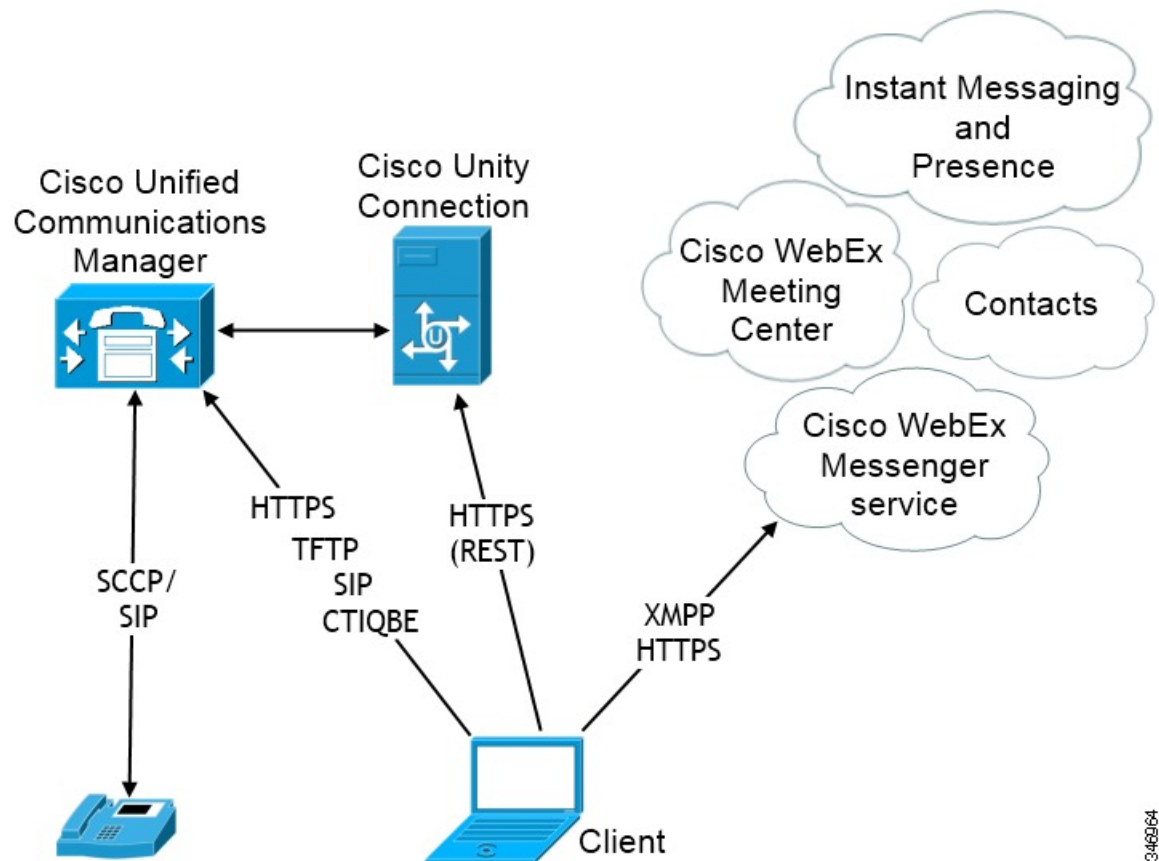 Instant Messaging
and
Presence
Cisco Unified
Communications
Manager
Cisco Unity
Connection
Cisco WebEx
Meeting
Center
Contacts
U
Cisco WebEx
Messenger
service
HTTPS
TFTP
SIP
CTIQBE
HTTPS
(REST)
SCCP/
SIP
XMPP
HTTPS
Client
346964